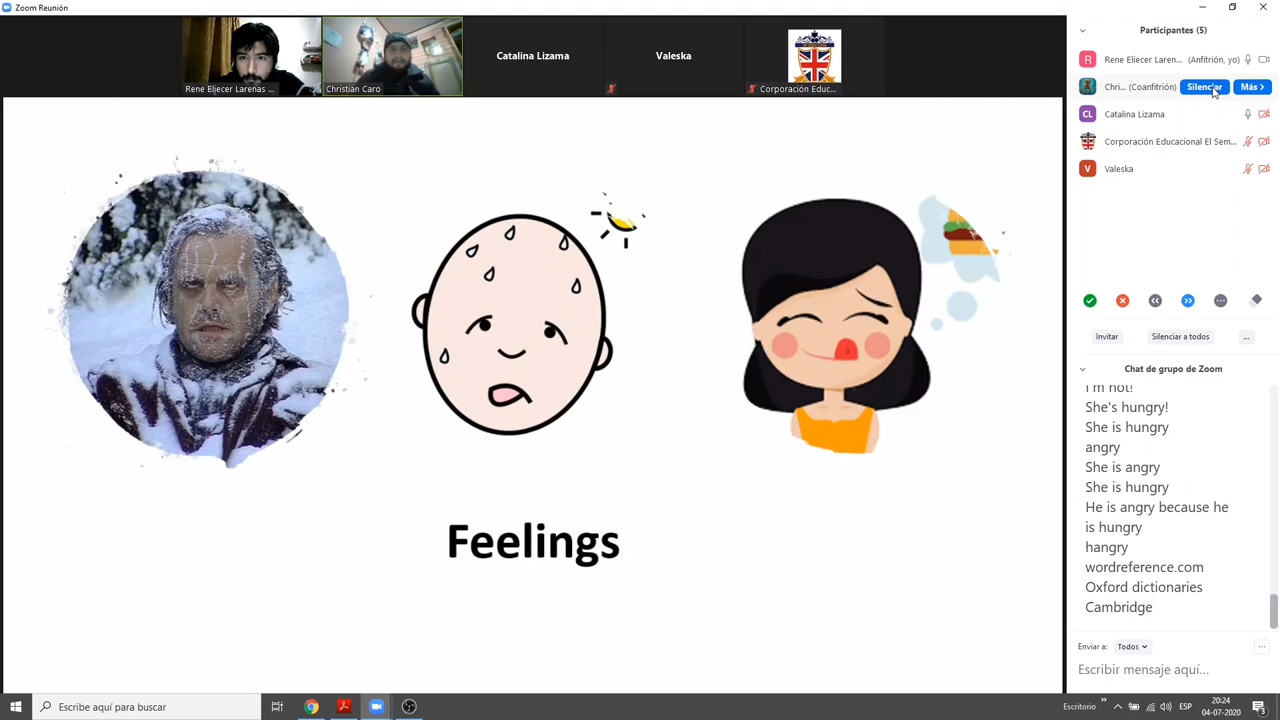 Zoom Reunión
Rene Eliecer Larenas ...
Christian Caro
Catalina Lizama
Valeska
Corporación Educ...
Feelings
Participantes (5)
R
Rene Eliecer Laren... (Anfitrión, yo)
Chri... (Coanfitrión)
Silenciar
Más
CL
Catalina Lizama
Corporación Educacional El Sem...
V
Valeska
Invitar
Silenciar a todos
...
Chat de grupo de Zoom
I'm hot!
She's hungry!
She is hungry
angry
She is angry
She is hungry
He is angry because he
is hungry
hangry
wordreference.com
Oxford dictionaries
Cambridge
Enviar a: Todos
Escribir mensaje aquí...
Escribe aquí para buscar
Escritorio
ESP
20:24
04-07-2020
3